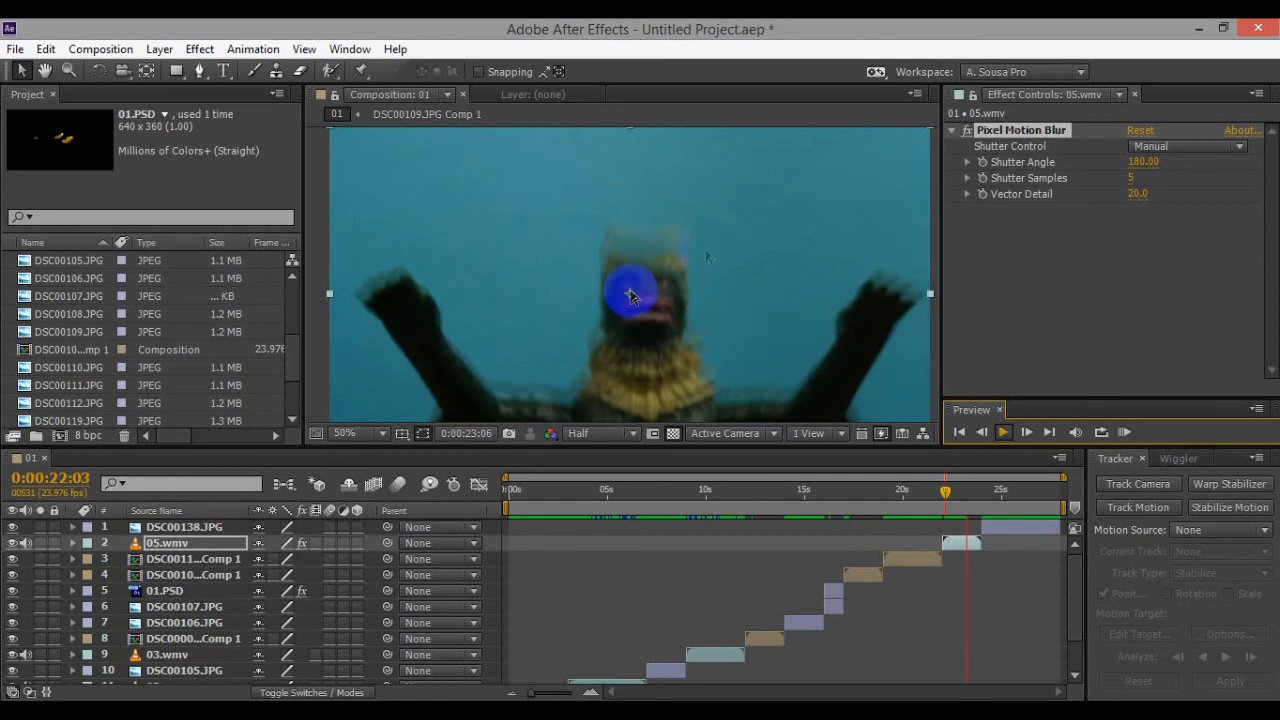 Adobe After Effects - Untitled Project.aep *
File Edit Composition Layer Effect Animation View Window Help
Snapping Workspace: A. Sousa Pro
Project × Composition: 01 Layer: (none) Effect Controls: 05.wmv
01.PSD ▼ , used 1 time
640 x 360 (1.00)
Millions of Colors+ (Straight)
01 DSC00109.JPG Comp 1
01 • 05.wmv
fx Pixel Motion Blur Reset About...
Shutter Control Manual
Shutter Angle 180.00
Shutter Samples 5
Vector Detail 20.0
Name Type Size Frame ...
DSC00105.JPG JPEG 1.1 MB
DSC00106.JPG JPEG 1.1 MB
DSC00107.JPG JPEG ... KB
DSC00108.JPG JPEG 1.2 MB
DSC00109.JPG JPEG 1.2 MB
DSC0010...mp 1 Composition 23.976
DSC00110.JPG JPEG 1.1 MB
DSC00111.JPG JPEG 1.1 MB
DSC00112.JPG JPEG 1.2 MB
DSC00119.JPG JPEG 1.3 MB
8 bpc
50% 0:00:23:06 Half Active Camera 1 View
Preview ×
01 ×
0:00:22:03
00531 (23.976 fps)
:00s 05s 10s 15s 20s 25s
# Source Name Parent
1 DSC00138.JPG None
2 05.wmv fx None
3 DSC0011...Comp 1 None
4 DSC0010...Comp 1 None
5 01.PSD fx None
6 DSC00107.JPG None
7 DSC00106.JPG None
8 DSC0000...Comp 1 None
9 03.wmv None
10 DSC00105.JPG None
Toggle Switches / Modes
Tracker × Wiggler
Track Camera Warp Stabilizer
Track Motion Stabilize Motion
Motion Source: None
Current Track: None
Track Type: Stabilize
Posit... Rotation Scale
Motion Target:
Edit Target... Options...
Analyze:
Reset Apply